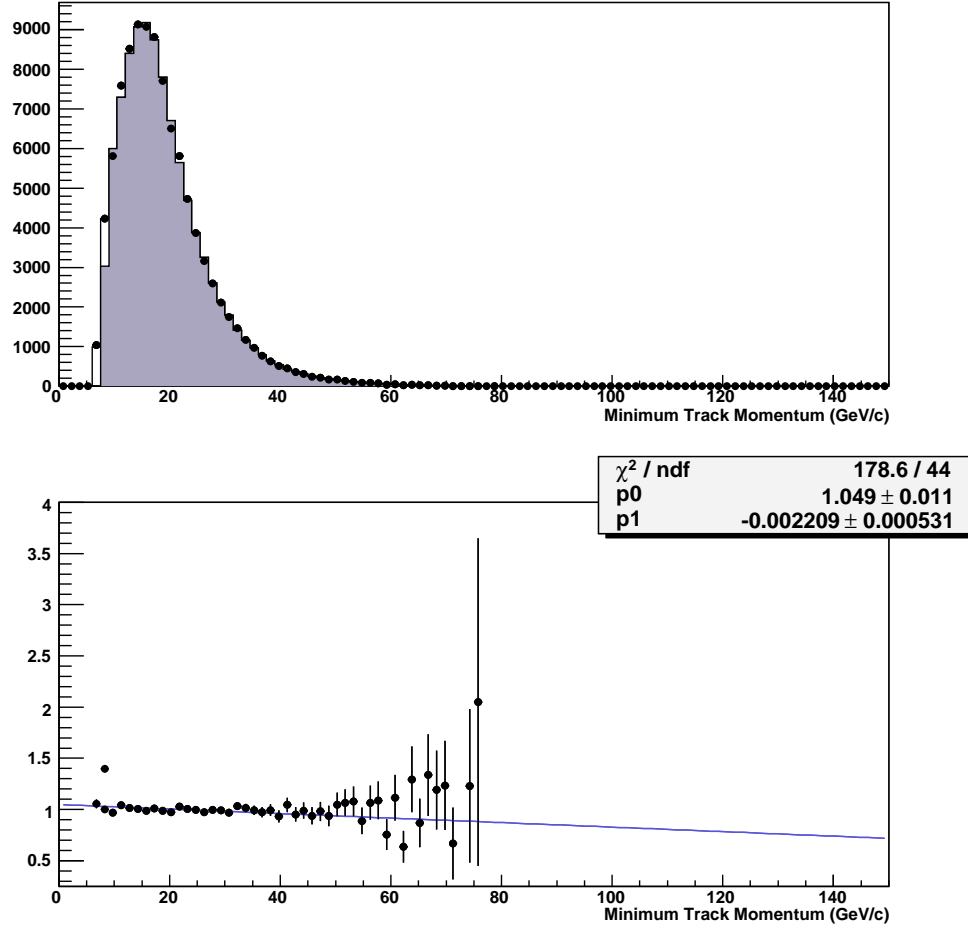 9000
8000
7000
6000
5000
4000
3000
2000
1000
0
0 20 40 60 80 100 120 140
Minimum Track Momentum (GeV/c)
χ² / ndf 178.6 / 44
p0 1.049 ± 0.011
p1 -0.002209 ± 0.000531
4
3.5
3
2.5
2
1.5
1
0.5
0 20 40 60 80 100 120 140
Minimum Track Momentum (GeV/c)